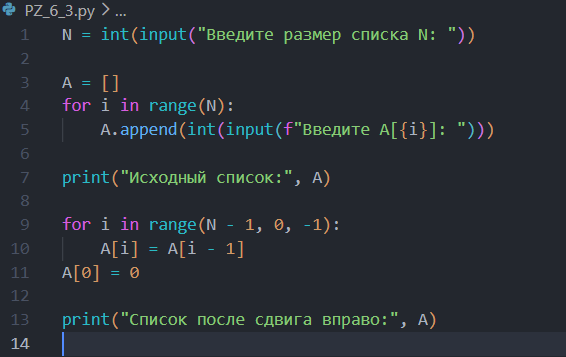 PZ_6_3.py > ...
1 N = int(input("Введите размер списка N: "))
2
3 A = []
4 for i in range(N):
5     A.append(int(input(f"Введите A[{i}]: ")))
6
7 print("Исходный список:", A)
8
9 for i in range(N - 1, 0, -1):
10     A[i] = A[i - 1]
11 A[0] = 0
12
13 print("Список после сдвига вправо:", A)
14